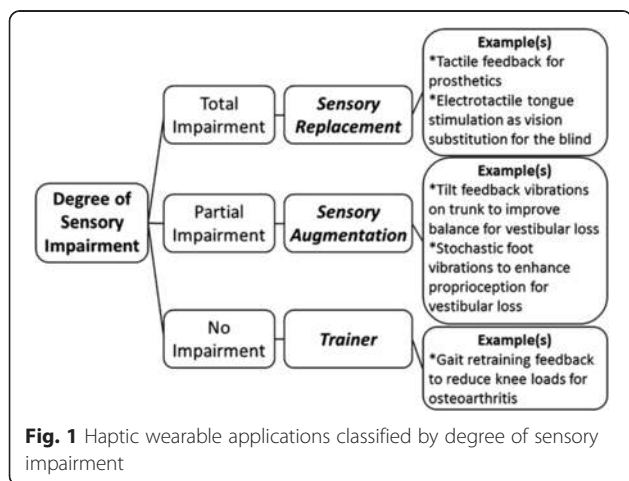 Example(s)
*Tactile feedback for
prosthetics
*Electrotactile tongue
stimulation as vision
substitution for the blind
Total
Impairment
Sensory
Replacement
Example(s)
*Tilt feedback vibrations
on trunk to improve
balance for vestibular loss
*Stochastic foot
vibrations to enhance
proprioception for
vestibular loss
Degree of
Sensory
Impairment
Partial
Impairment
Sensory
Augmentation
No
Impairment
Trainer
Example(s)
*Gait retraining feedback
to reduce knee loads for
osteoarthritis
Fig. 1 Haptic wearable applications classified by degree of sensory
impairment